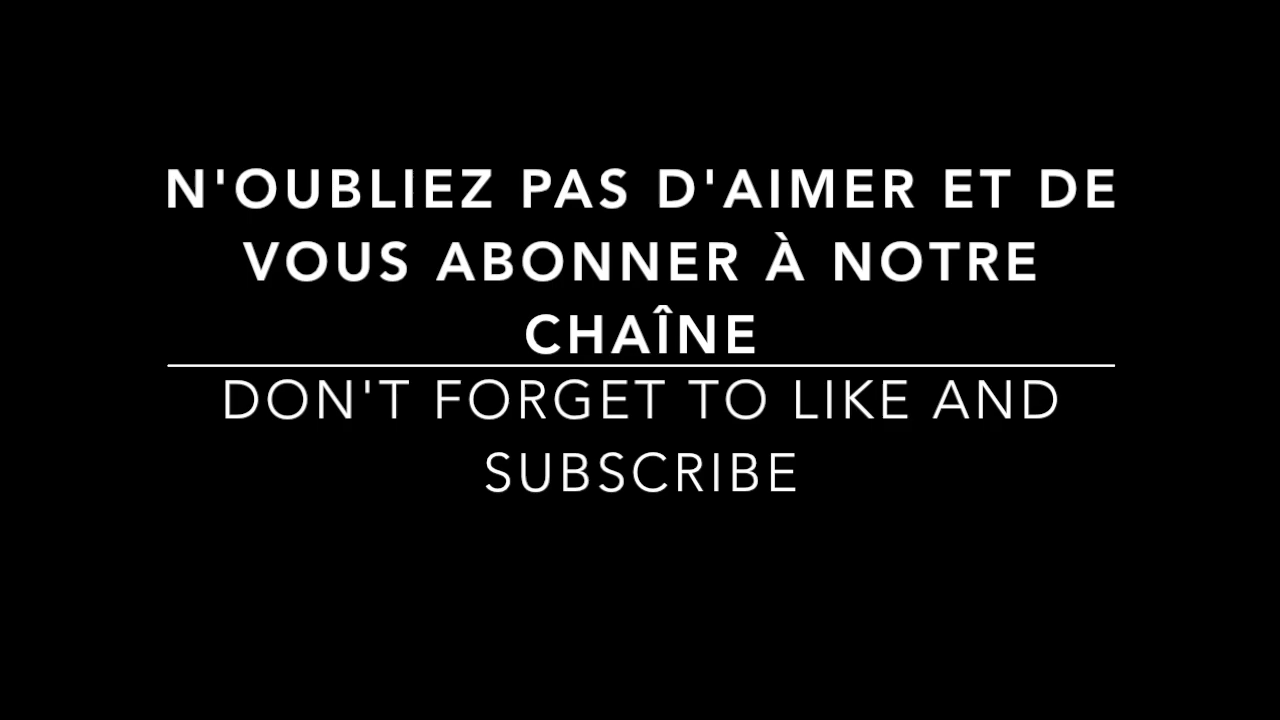 N'OUBLIEZ PAS D'AIMER ET DE
VOUS ABONNER À NOTRE
CHAÎNE
DON'T FORGET TO LIKE AND
SUBSCRIBE